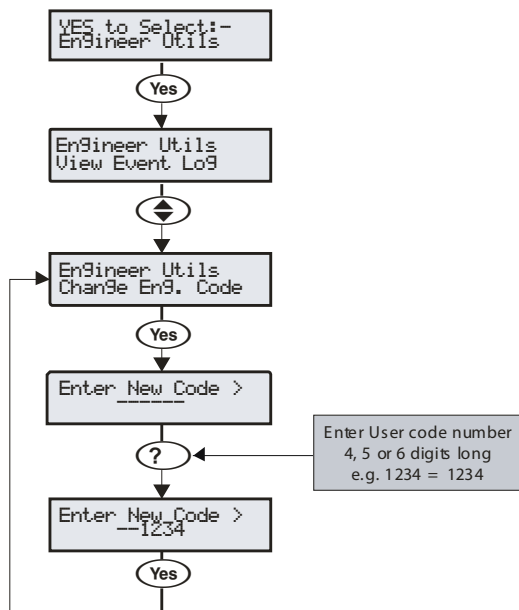 YES to Select:-
Engineer Utils
Yes
Engineer Utils
View Event Log
Engineer Utils
Change Eng. Code
Yes
Enter New Code >
------
?
Enter User code number
4, 5 or 6 digits long
e.g. 1234 = 1234
Enter New Code >
--1234
Yes